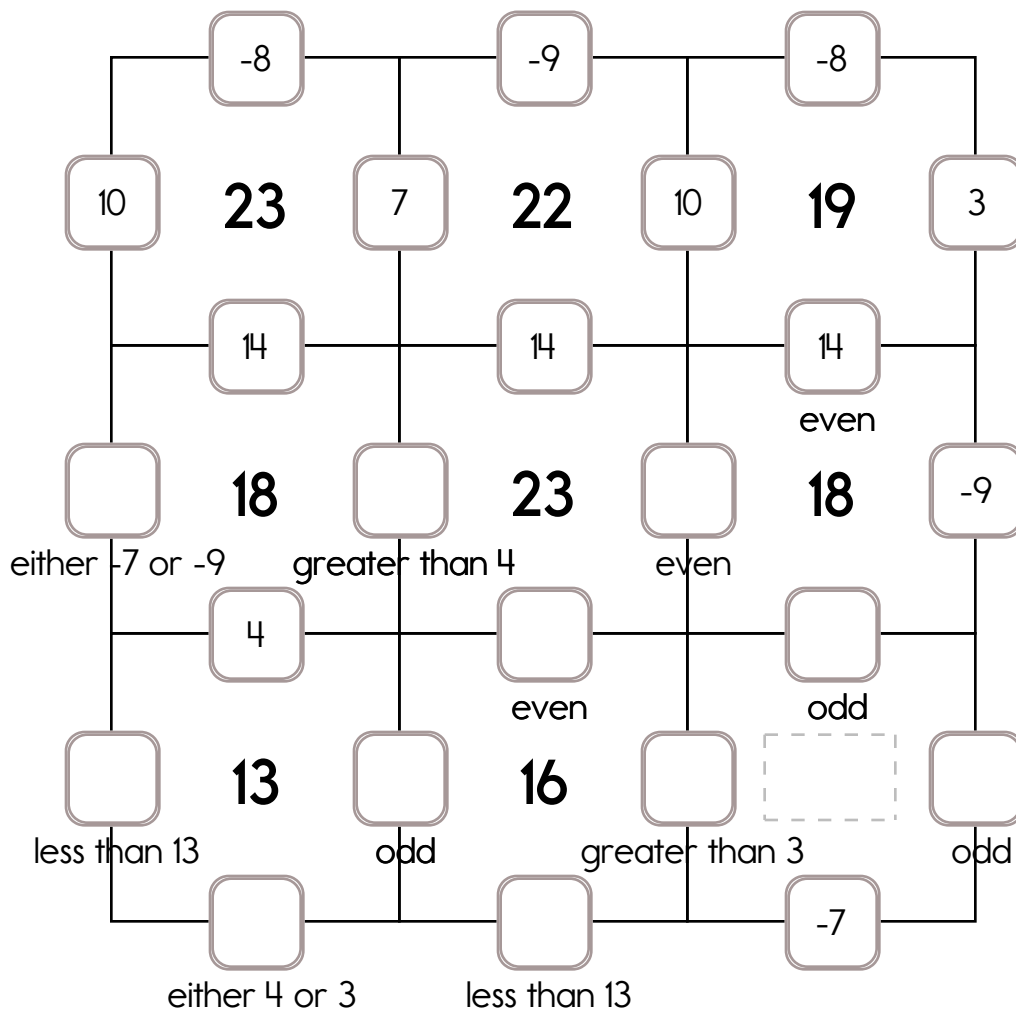 -8 -9 -8
10 23 7 22 10 19 3
14 14 14
even
18 23 18 -9
either -7 or -9 greater than 4 even
4
even odd
13 16
less than 13 odd greater than 3 odd
-7
either 4 or 3 less than 13